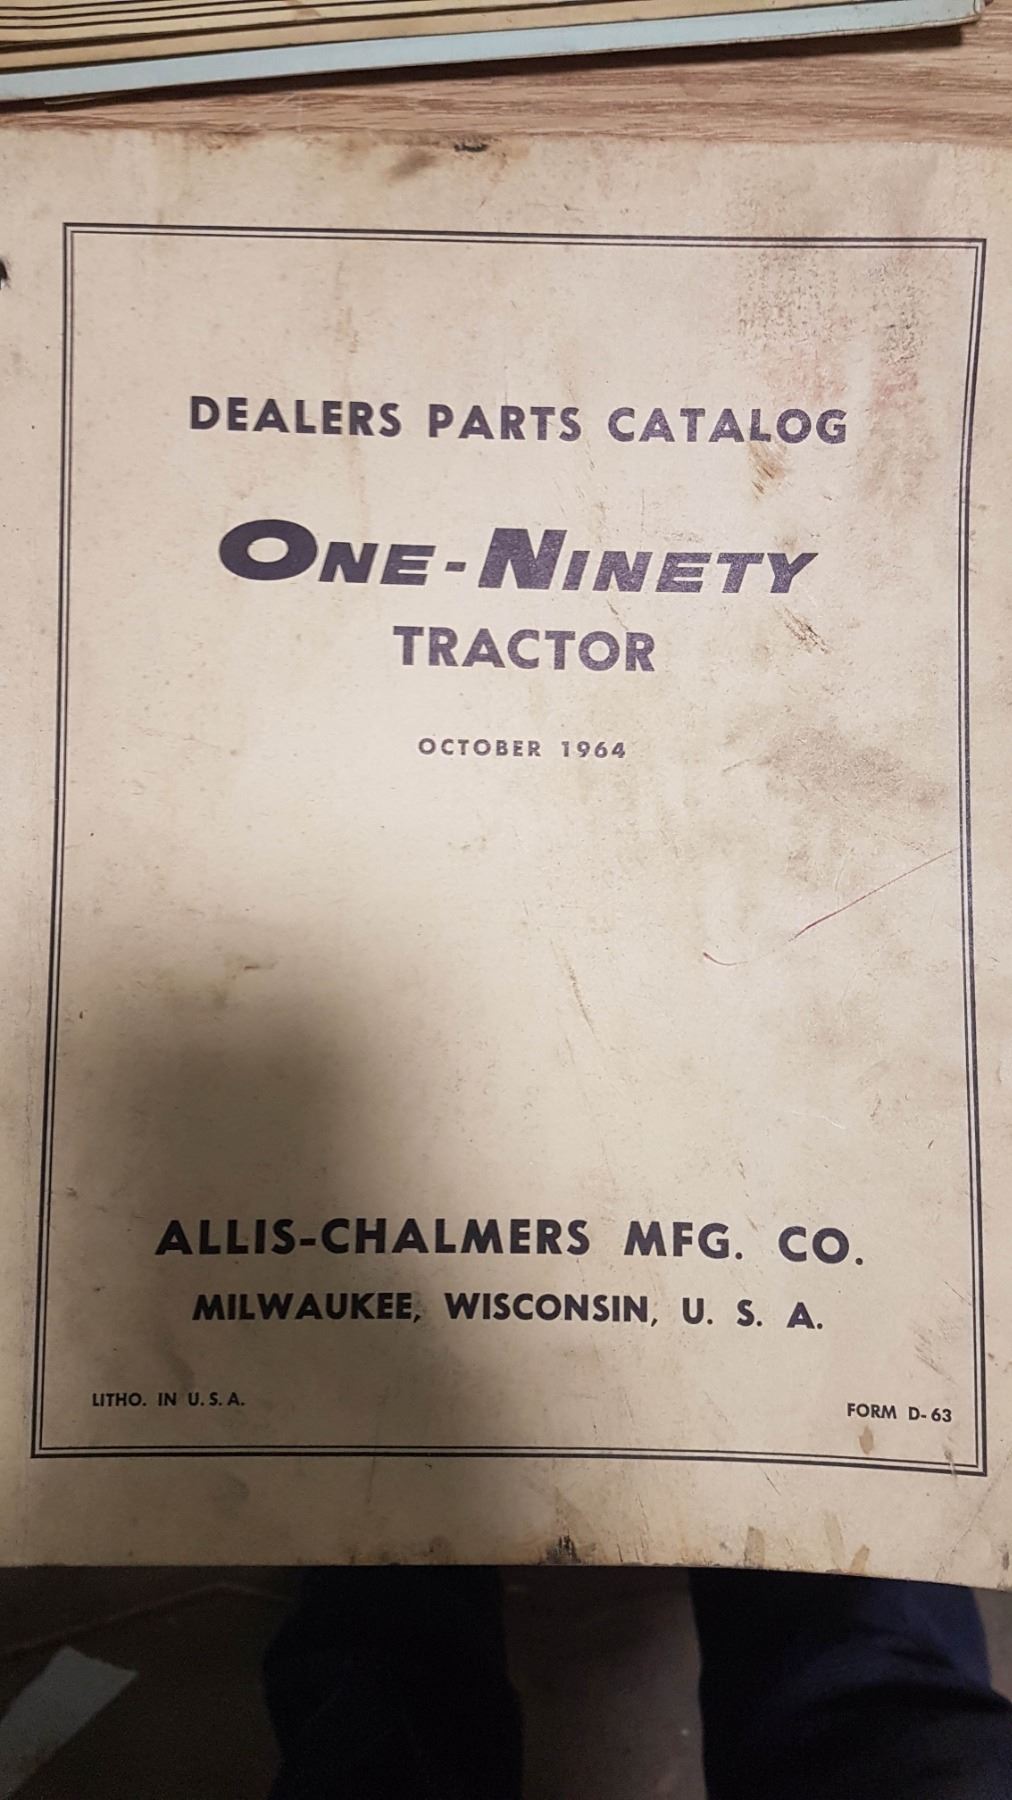 DEALERS PARTS CATALOG
ONE-NINETY
TRACTOR
OCTOBER 1964
ALLIS-CHALMERS MFG. CO.
MILWAUKEE, WISCONSIN, U. S. A.
LITHO. IN U. S. A.
FORM D-63